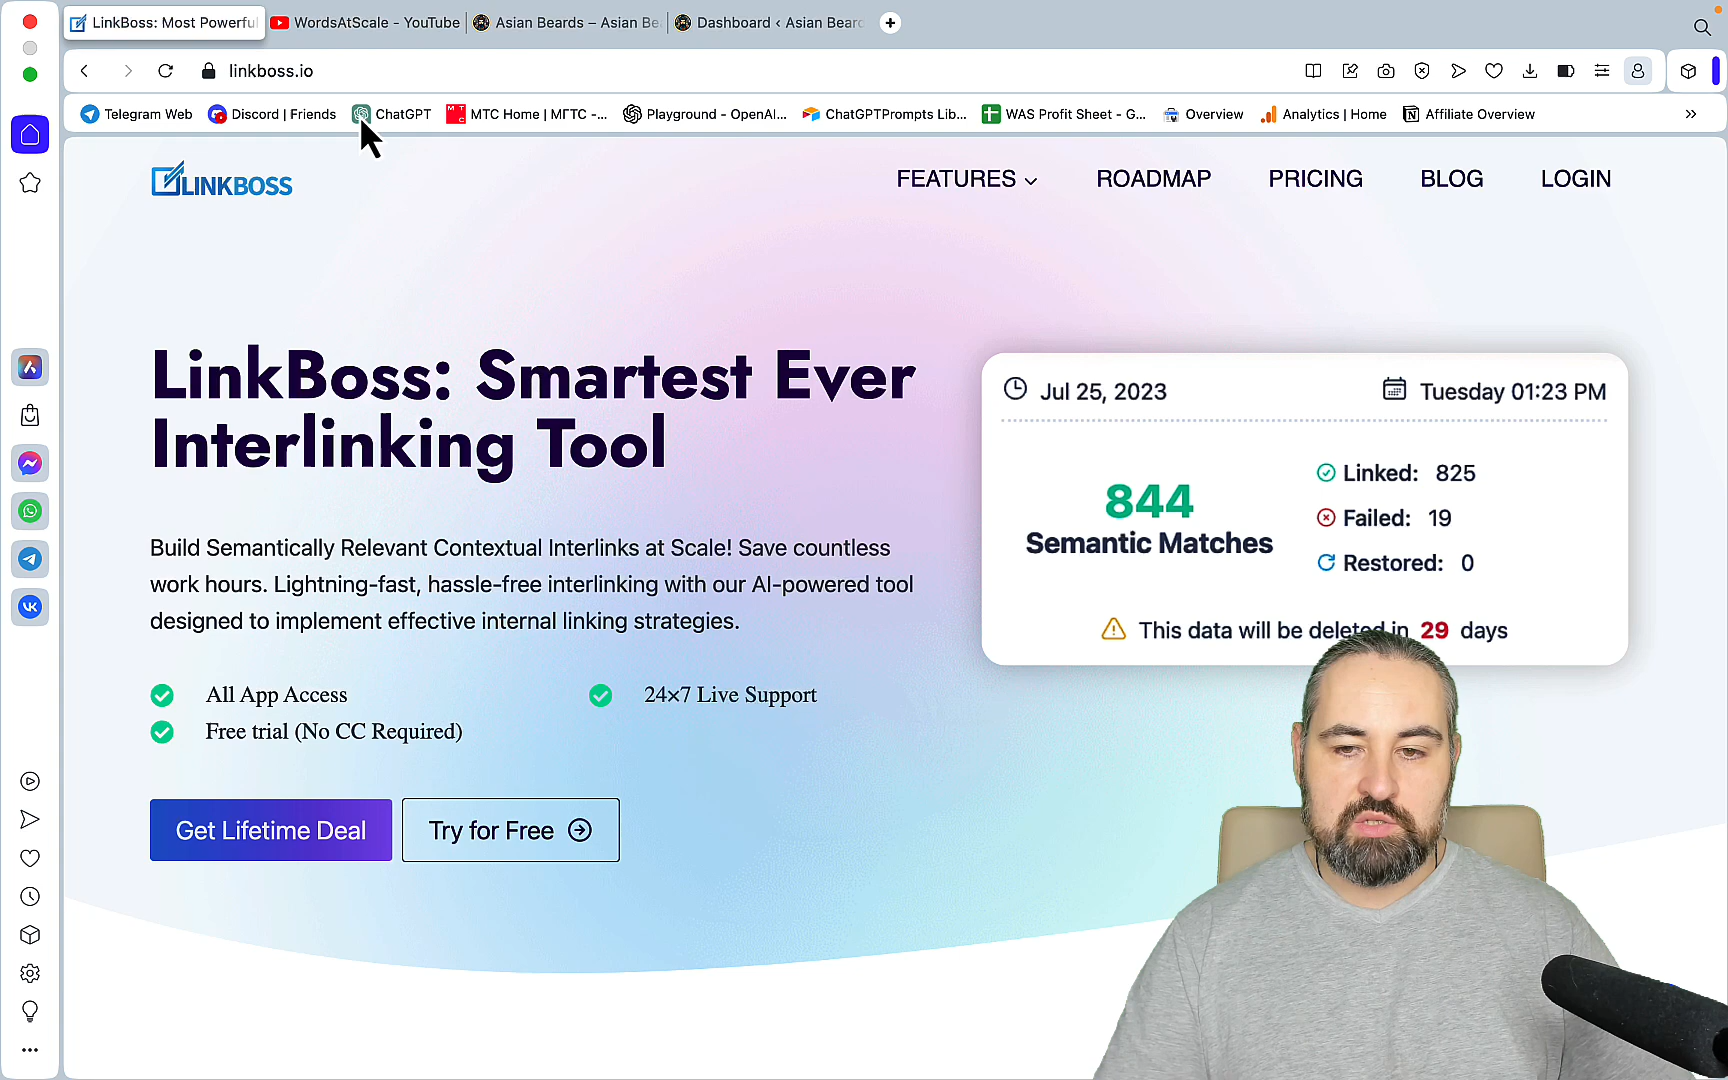 LinkBoss: Most Powerful
WordsAtScale - YouTube
Asian Beards – Asian Be
Dashboard ‹ Asian Beard
linkboss.io
Telegram Web
Discord | Friends
ChatGPT
МТС Home | МГТС -...
Playground - OpenAI...
ChatGPTPrompts Lib...
WAS Profit Sheet - G...
Overview
Analytics | Home
Affiliate Overview
LINKBOSS
FEATURES
ROADMAP
PRICING
BLOG
LOGIN
LinkBoss: Smartest Ever
Interlinking Tool
Build Semantically Relevant Contextual Interlinks at Scale! Save countless
work hours. Lightning-fast, hassle-free interlinking with our AI-powered tool
designed to implement effective internal linking strategies.
All App Access
24×7 Live Support
Free trial (No CC Required)
Get Lifetime Deal
Try for Free
Jul 25, 2023
Tuesday 01:23 PM
844
Semantic Matches
Linked: 825
Failed: 19
Restored: 0
This data will be deleted in 29 days